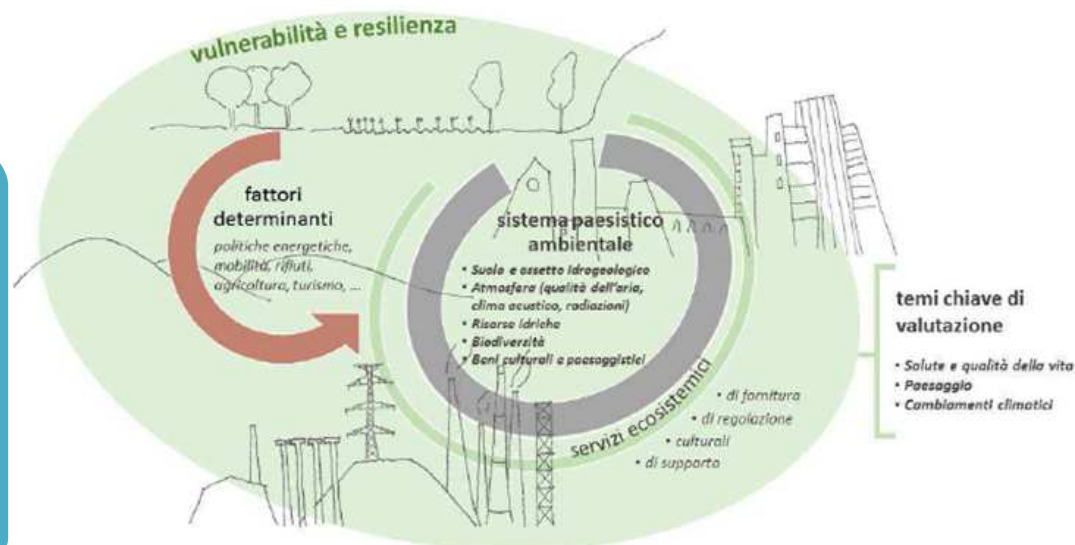 vulnerabilità e resilienza
fattori
determinanti
politiche energetiche,
mobilità, rifiuti,
agricoltura, turismo, ...
sistema paesistico
ambientale
• Suolo e assetto idrogeologico
• Atmosfera (qualità dell'aria,
clima acustico, radiazioni)
• Risorse idriche
• Biodiversità
• Beni culturali e paesaggistici
servizi ecosistemici
• di fornitura
• di regolazione
• culturali
• di supporto
temi chiave di
valutazione
• Salute e qualità della vita
• Paesaggio
• Cambiamenti climatici